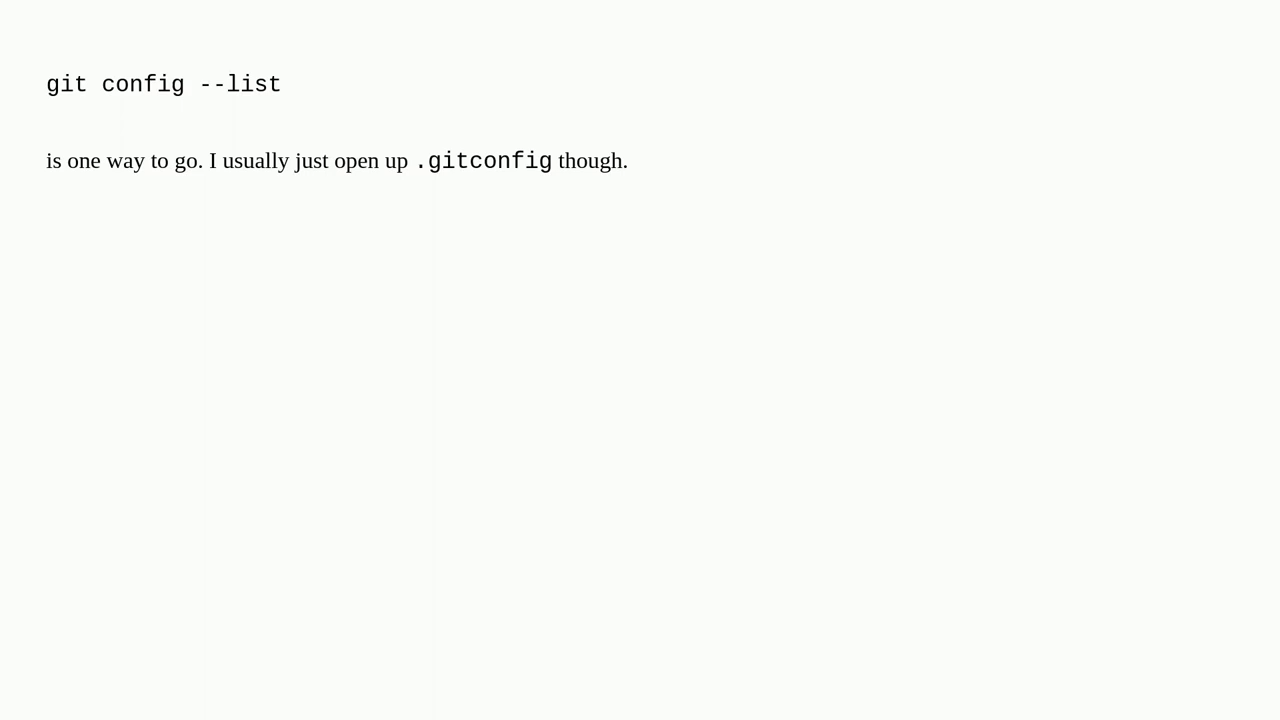 git config --list
is one way to go. I usually just open up .gitconfig though.